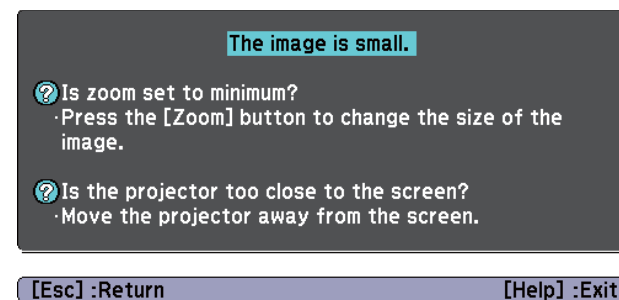 The image is small.
? Is zoom set to minimum?
·Press the [Zoom] button to change the size of the
image.
? Is the projector too close to the screen?
·Move the projector away from the screen.
[Esc] :Return [Help] :Exit